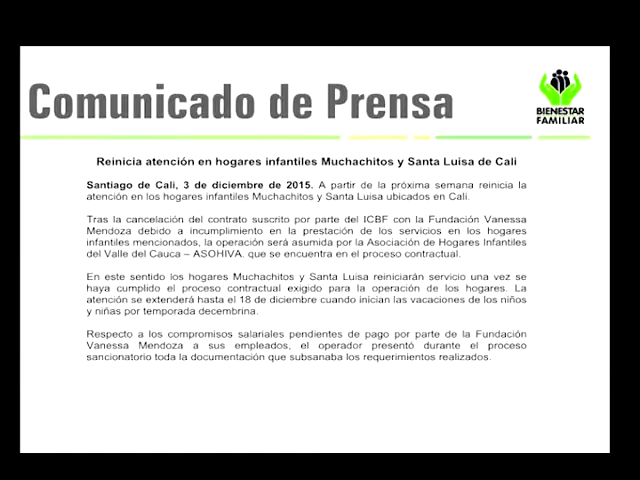 Comunicado de Prensa
BIENESTAR
FAMILIAR
Reinicia atención en hogares infantiles Muchachitos y Santa Luisa de Cali
Santiago de Cali, 3 de diciembre de 2015. A partir de la próxima semana reinicia la
atención en los hogares infantiles Muchachitos y Santa Luisa ubicados en Cali.
Tras la cancelación del contrato suscrito por parte del ICBF con la Fundación Vanessa
Mendoza debido a incumplimiento en la prestación de los servicios en los hogares
infantiles mencionados, la operación será asumida por la Asociación de Hogares Infantiles
del Valle del Cauca – ASOHIVA. que se encuentra en el proceso contractual.
En este sentido los hogares Muchachitos y Santa Luisa reiniciarán servicio una vez se
haya cumplido el proceso contractual exigido para la operación de los hogares. La
atención se extenderá hasta el 18 de diciembre cuando inician las vacaciones de los niños
y niñas por temporada decembrina.
Respecto a los compromisos salariales pendientes de pago por parte de la Fundación
Vanessa Mendoza a sus empleados, el operador presentó durante el proceso
sancionatorio toda la documentación que subsanaba los requerimientos realizados.